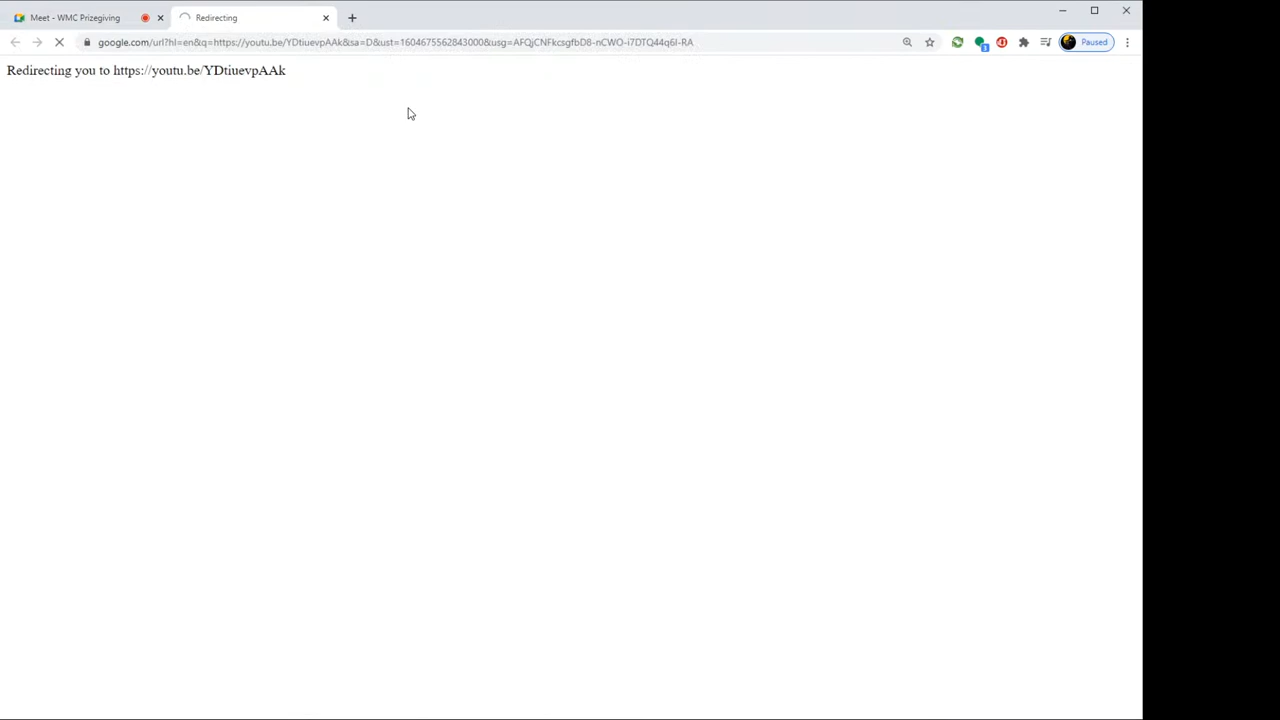 Meet - WMC Prizegiving
Redirecting
google.com/url?hl=en&q=https://youtu.be/YDtiuevpAAk&sa=D&ust=1604675562843000&usg=AFQjCNFkcsgfbD8-nCWO-i7DTQ44q6I-RA
3
Paused
Redirecting you to https://youtu.be/YDtiuevpAAk